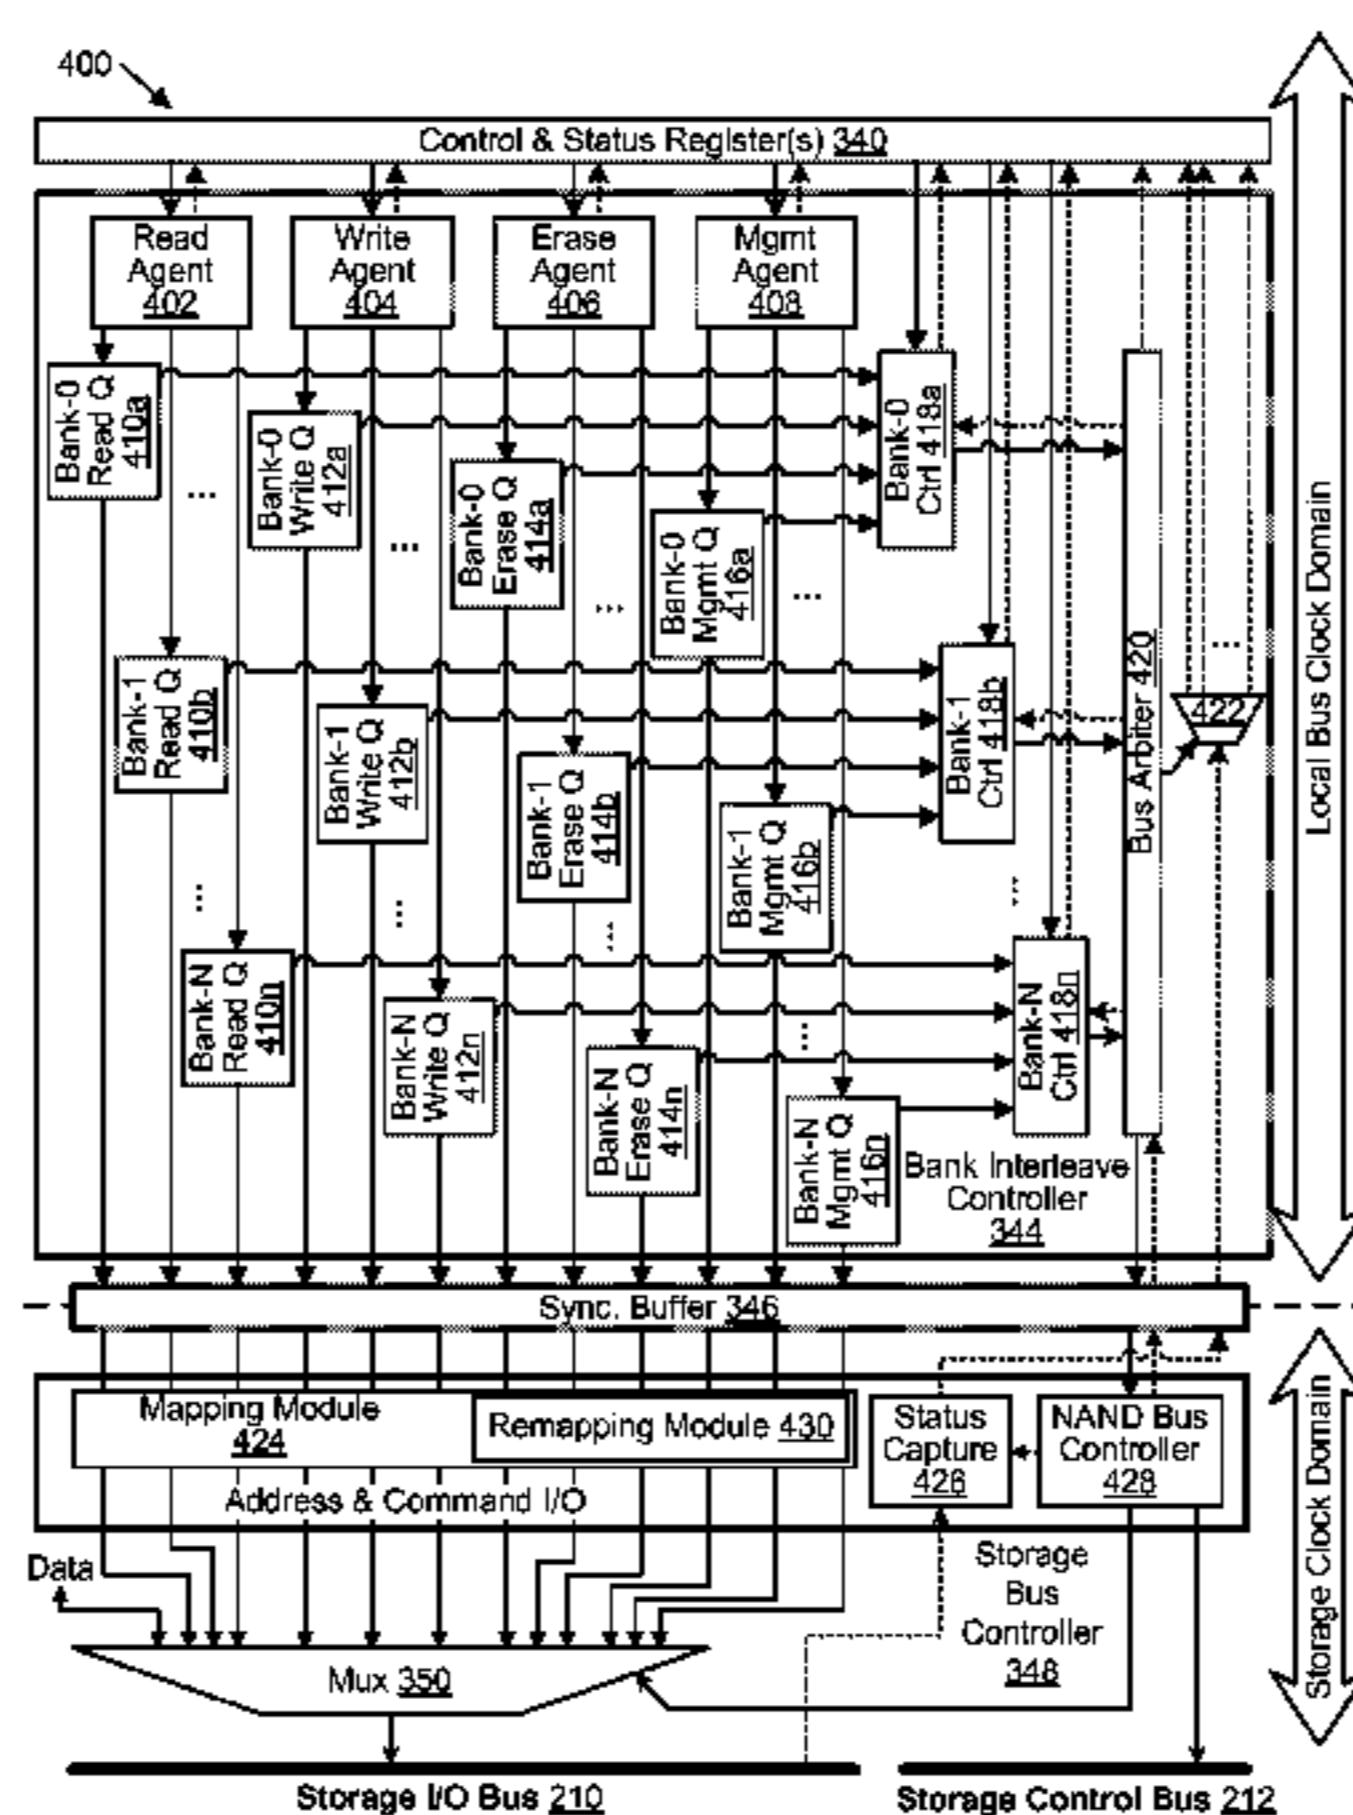 400
Control & Status Register(s) 340
Read
Agent
402
Write
Agent
404
Erase
Agent
406
Mgmt
Agent
408
Bank-0
Read Q
410a
...
Bank-0
Write Q
412a
...
Bank-0
Erase Q
414a
...
Bank-0
Mgmt Q
416a
...
Bank-0
Ctrl 418a
Bank-1
Read Q
410b
...
Bank-1
Write Q
412b
...
Bank-1
Erase Q
414b
...
Bank-1
Mgmt Q
416b
...
Bank-1
Ctrl 418b
...
Bus Arbiter 420
...
422
Bank-N
Read Q
410n
Bank-N
Write Q
412n
Bank-N
Erase Q
414n
Bank-N
Mgmt Q
416n
Bank-N
Ctrl 418n
Bank Interleave
Controller
344
Local Bus Clock Domain
Sync. Buffer 346
Mapping Module
424
Remapping Module 430
Status
Capture
426
NAND Bus
Controller
428
Address & Command I/O
Data
Storage
Bus
Controller
348
Storage Clock Domain
Mux 350
Storage I/O Bus 210
Storage Control Bus 212